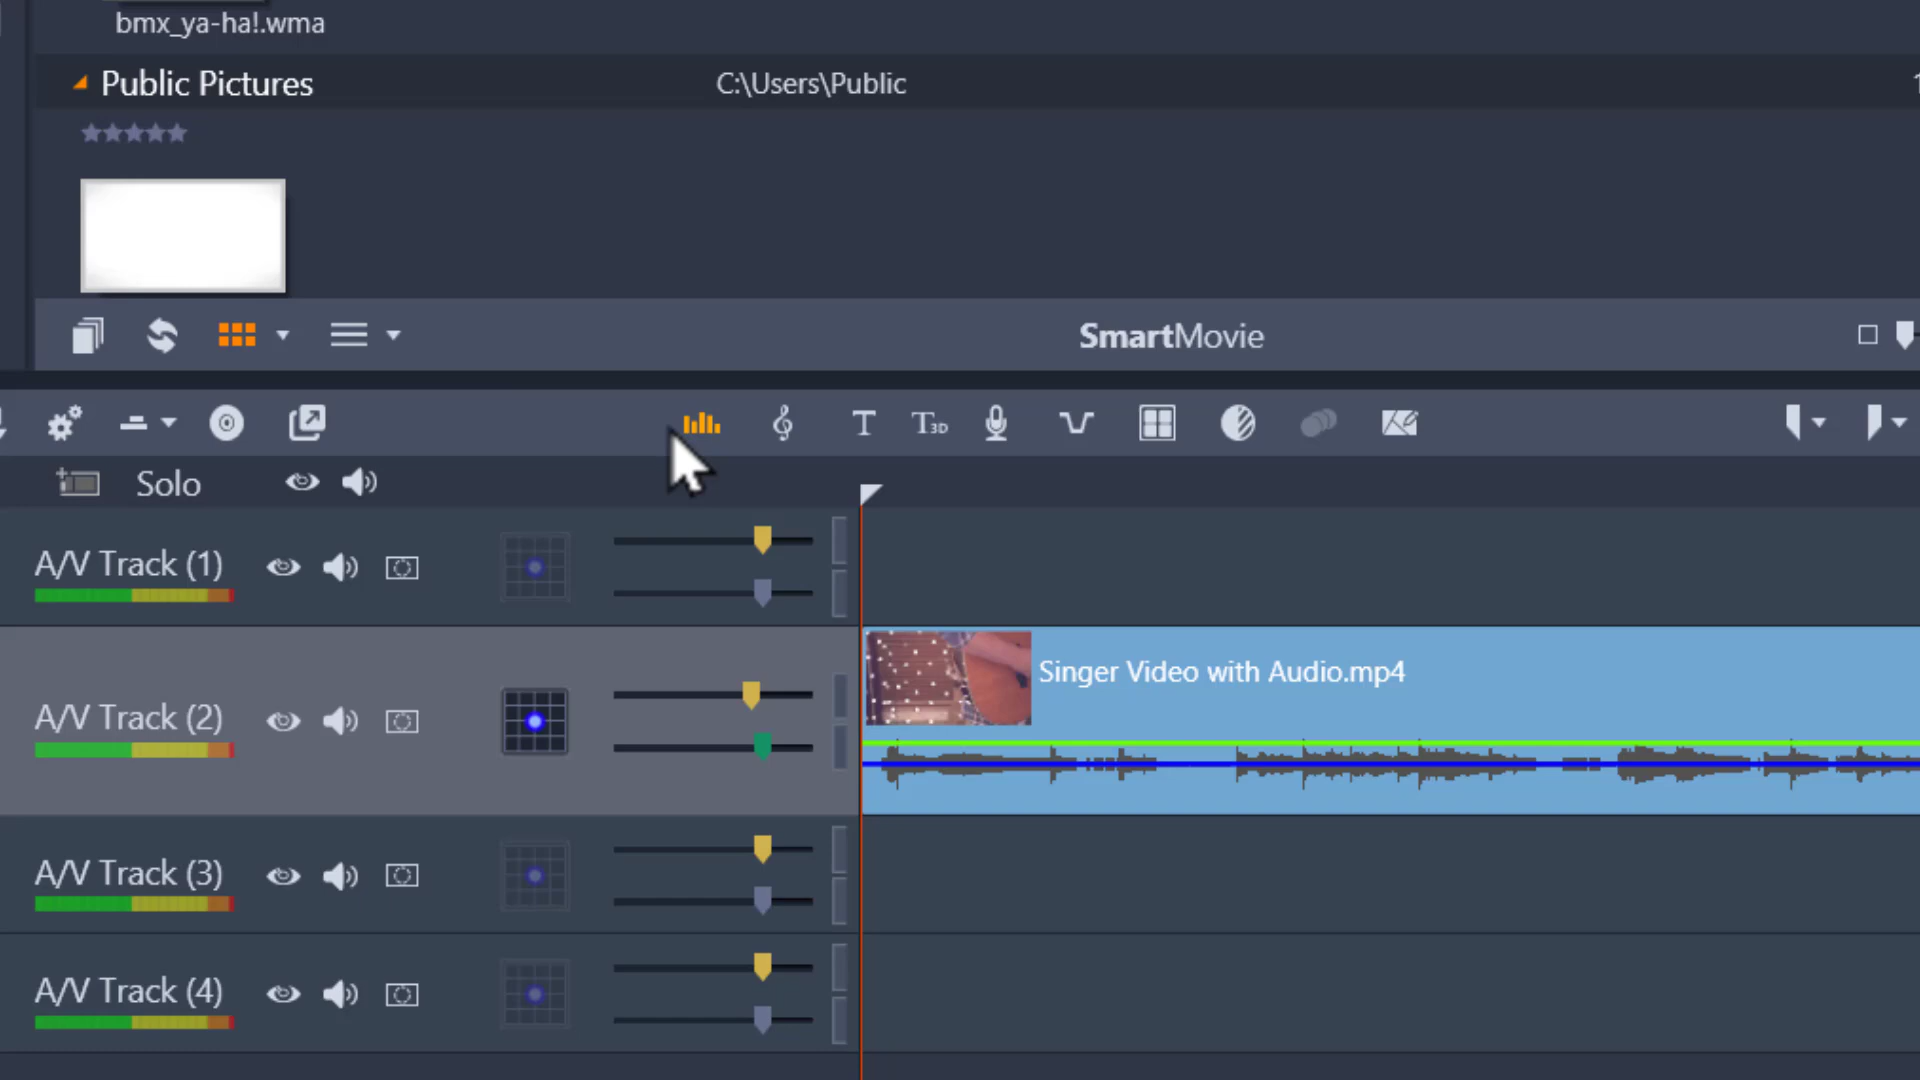 bmx_ya-ha!.wma
Public Pictures
C:\Users\Public
SmartMovie
T T3D
Solo
A/V Track (1)
A/V Track (2)
Singer Video with Audio.mp4
A/V Track (3)
A/V Track (4)